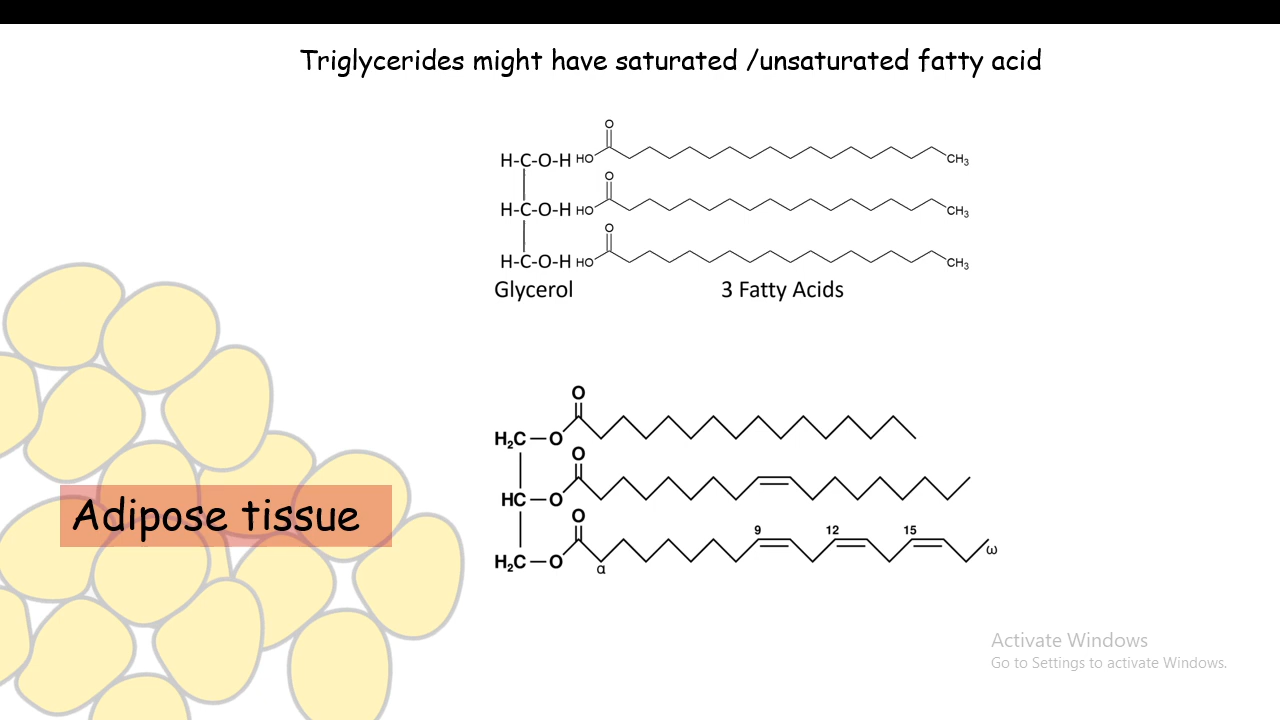 Triglycerides might have saturated /unsaturated fatty acid
O
H-C-O-H HO CH₃
O
H-C-O-H HO CH₃
O
H-C-O-H HO CH₃
Glycerol 3 Fatty Acids
O
H₂C—O
O
HC—O
O 9 12 15
H₂C—O α ω
Adipose tissue
Activate Windows
Go to Settings to activate Windows.